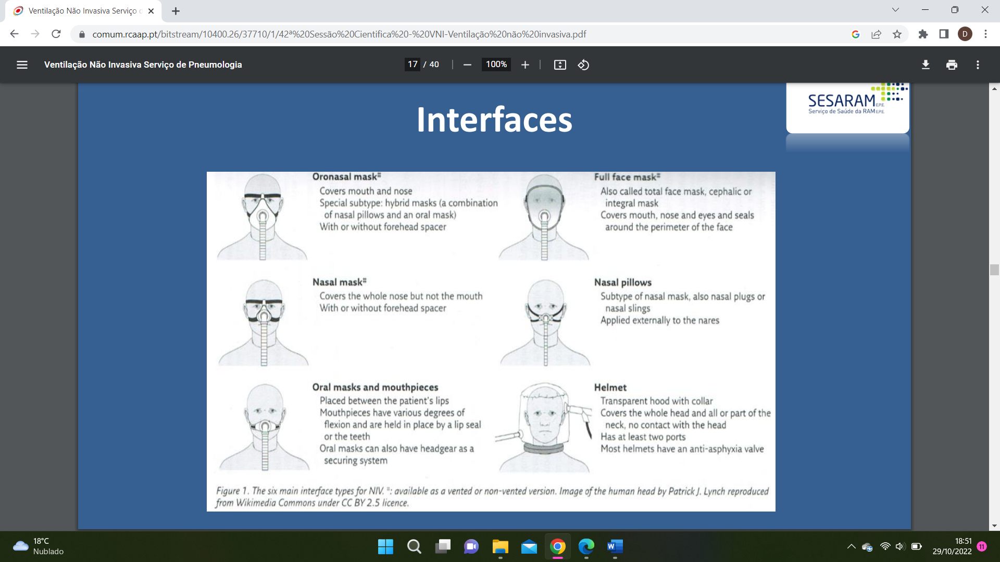 Ventilação Não Invasiva Serviço d
comum.rcaap.pt/bitstream/10400.26/37710/1/42ª%20Sessão%20Cientifica%20-%20VNI-Ventilação%20não%20invasiva.pdf
D
Ventilação Não Invasiva Serviço de Pneumologia
17 / 40
100%
SESARAM E.P.E.
Serviço de Saúde da RAM E.P.E.
Interfaces
Oronasal mask#
Covers mouth and nose
Special subtype: hybrid masks (a combination
of nasal pillows and an oral mask)
With or without forehead spacer
Full face mask#
Also called total face mask, cephalic or
integral mask
Covers mouth, nose and eyes and seals
around the perimeter of the face
Nasal mask#
Covers the whole nose but not the mouth
With or without forehead spacer
Nasal pillows
Subtype of nasal mask, also nasal plugs or
nasal slings
Applied externally to the nares
Oral masks and mouthpieces
Placed between the patient's lips
Mouthpieces have various degrees of
flexion and are held in place by a lip seal
or the teeth
Oral masks can also have headgear as a
securing system
Helmet
Transparent hood with collar
Covers the whole head and all or part of the
neck, no contact with the head
Has at least two ports
Most helmets have an anti-asphyxia valve
Figure 1. The six main interface types for NIV. #: available as a vented or non-vented version. Image of the human head by Patrick J. Lynch reproduced
from Wikimedia Commons under CC BY 2.5 licence.
18°C
Nublado
W
18:51
29/10/2022
11